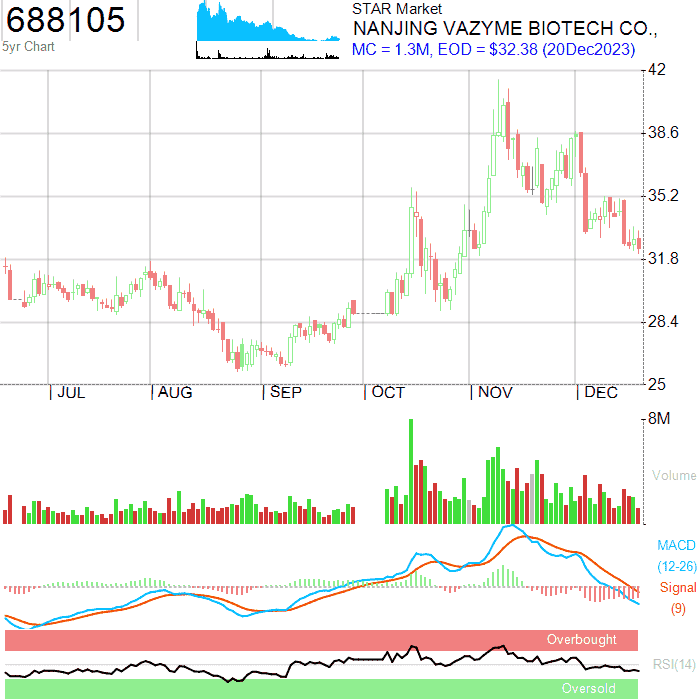 688105
5yr Chart
STAR Market
NANJING VAZYME BIOTECH CO.,
MC = 1.3M, EOD = $32.38 (20Dec2023)
42
38.6
35.2
31.8
28.4
25
JUL
AUG
SEP
OCT
NOV
DEC
8M
Volume
MACD
(12-26)
Signal
(9)
Overbought
RSI(14)
Oversold